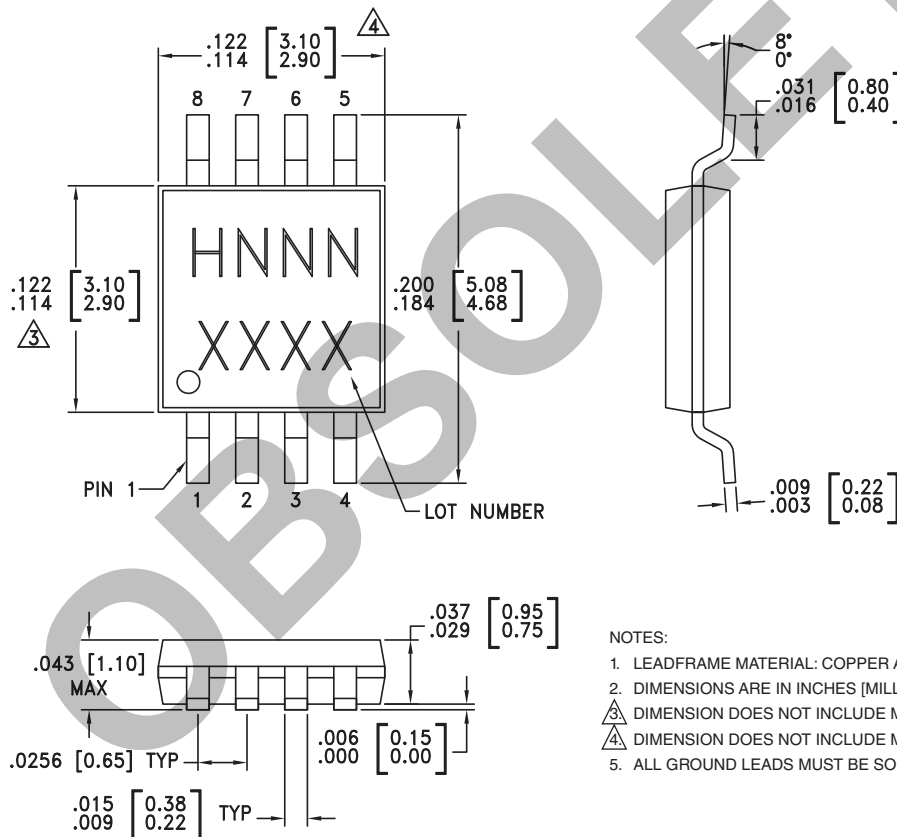 .122 [3.10]
.114 [2.90]
4
8 7 6 5
8°
0°
.031 [0.80]
.016 [0.40]
HNNN
XXXX
.122 [3.10]
.114 [2.90]
3
.200 [5.08]
.184 [4.68]
PIN 1
1 2 3 4
LOT NUMBER
.009 [0.22]
.003 [0.08]
.037 [0.95]
.029 [0.75]
.043 [1.10]
MAX
.0256 [0.65] TYP
.006 [0.15]
.000 [0.00]
.015 [0.38]
.009 [0.22]
TYP
NOTES:
1. LEADFRAME MATERIAL: COPPER A
2. DIMENSIONS ARE IN INCHES [MILL
3. DIMENSION DOES NOT INCLUDE M
4. DIMENSION DOES NOT INCLUDE M
5. ALL GROUND LEADS MUST BE SO
OBSOLE